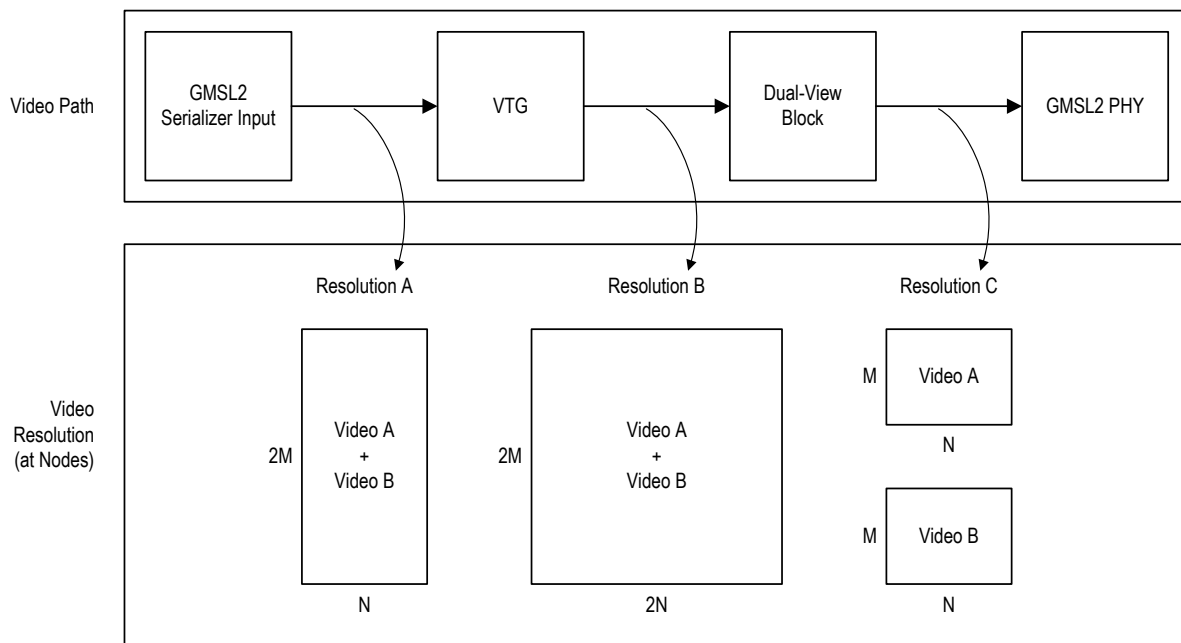 Video Path
GMSL2
Serializer Input
VTG
Dual-View
Block
GMSL2 PHY
Video
Resolution
(at Nodes)
Resolution A
Resolution B
Resolution C
2M
Video A
+
Video B
N
2M
Video A
+
Video B
2N
M
Video A
N
M
Video B
N